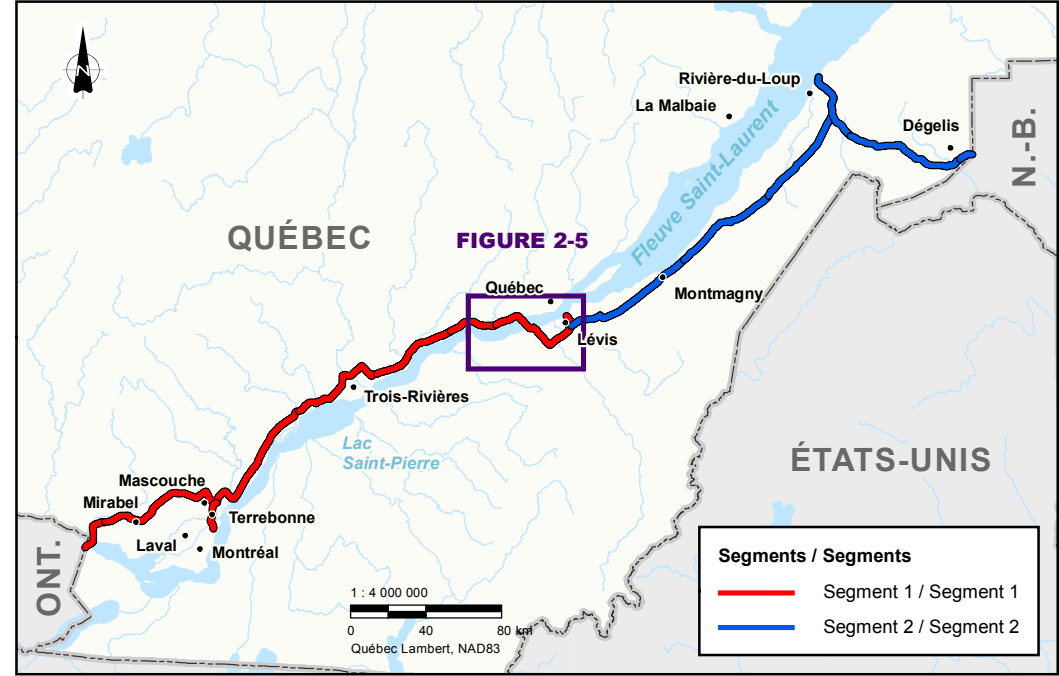 N
Rivière-du-Loup
La Malbaie
Dégelis
N.-B.
Fleuve Saint-Laurent
QUÉBEC
FIGURE 2-5
Québec
Montmagny
Lévis
Trois-Rivières
Lac
Saint-Pierre
ÉTATS-UNIS
Mascouche
Mirabel
Terrebonne
Laval
Montréal
ONT.
1 : 4 000 000
0 40 80 km
Québec Lambert, NAD83
Segments / Segments
Segment 1 / Segment 1
Segment 2 / Segment 2